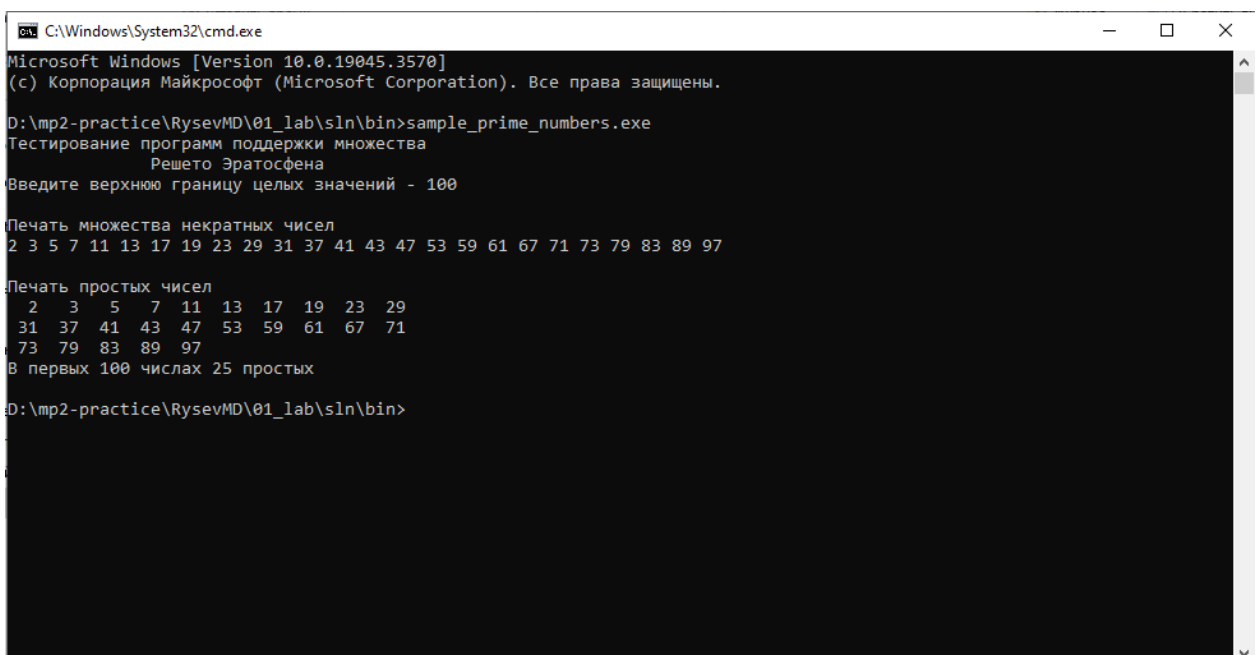 C:\Windows\System32\cmd.exe
Microsoft Windows [Version 10.0.19045.3570]
(c) Корпорация Майкрософт (Microsoft Corporation). Все права защищены.
D:\mp2-practice\RysevMD\01_lab\sln\bin>sample_prime_numbers.exe
Тестирование программ поддержки множества
Решето Эратосфена
Введите верхнюю границу целых значений - 100
Печать множества некратных чисел
2 3 5 7 11 13 17 19 23 29 31 37 41 43 47 53 59 61 67 71 73 79 83 89 97
Печать простых чисел
2 3 5 7 11 13 17 19 23 29
31 37 41 43 47 53 59 61 67 71
73 79 83 89 97
В первых 100 числах 25 простых
D:\mp2-practice\RysevMD\01_lab\sln\bin>